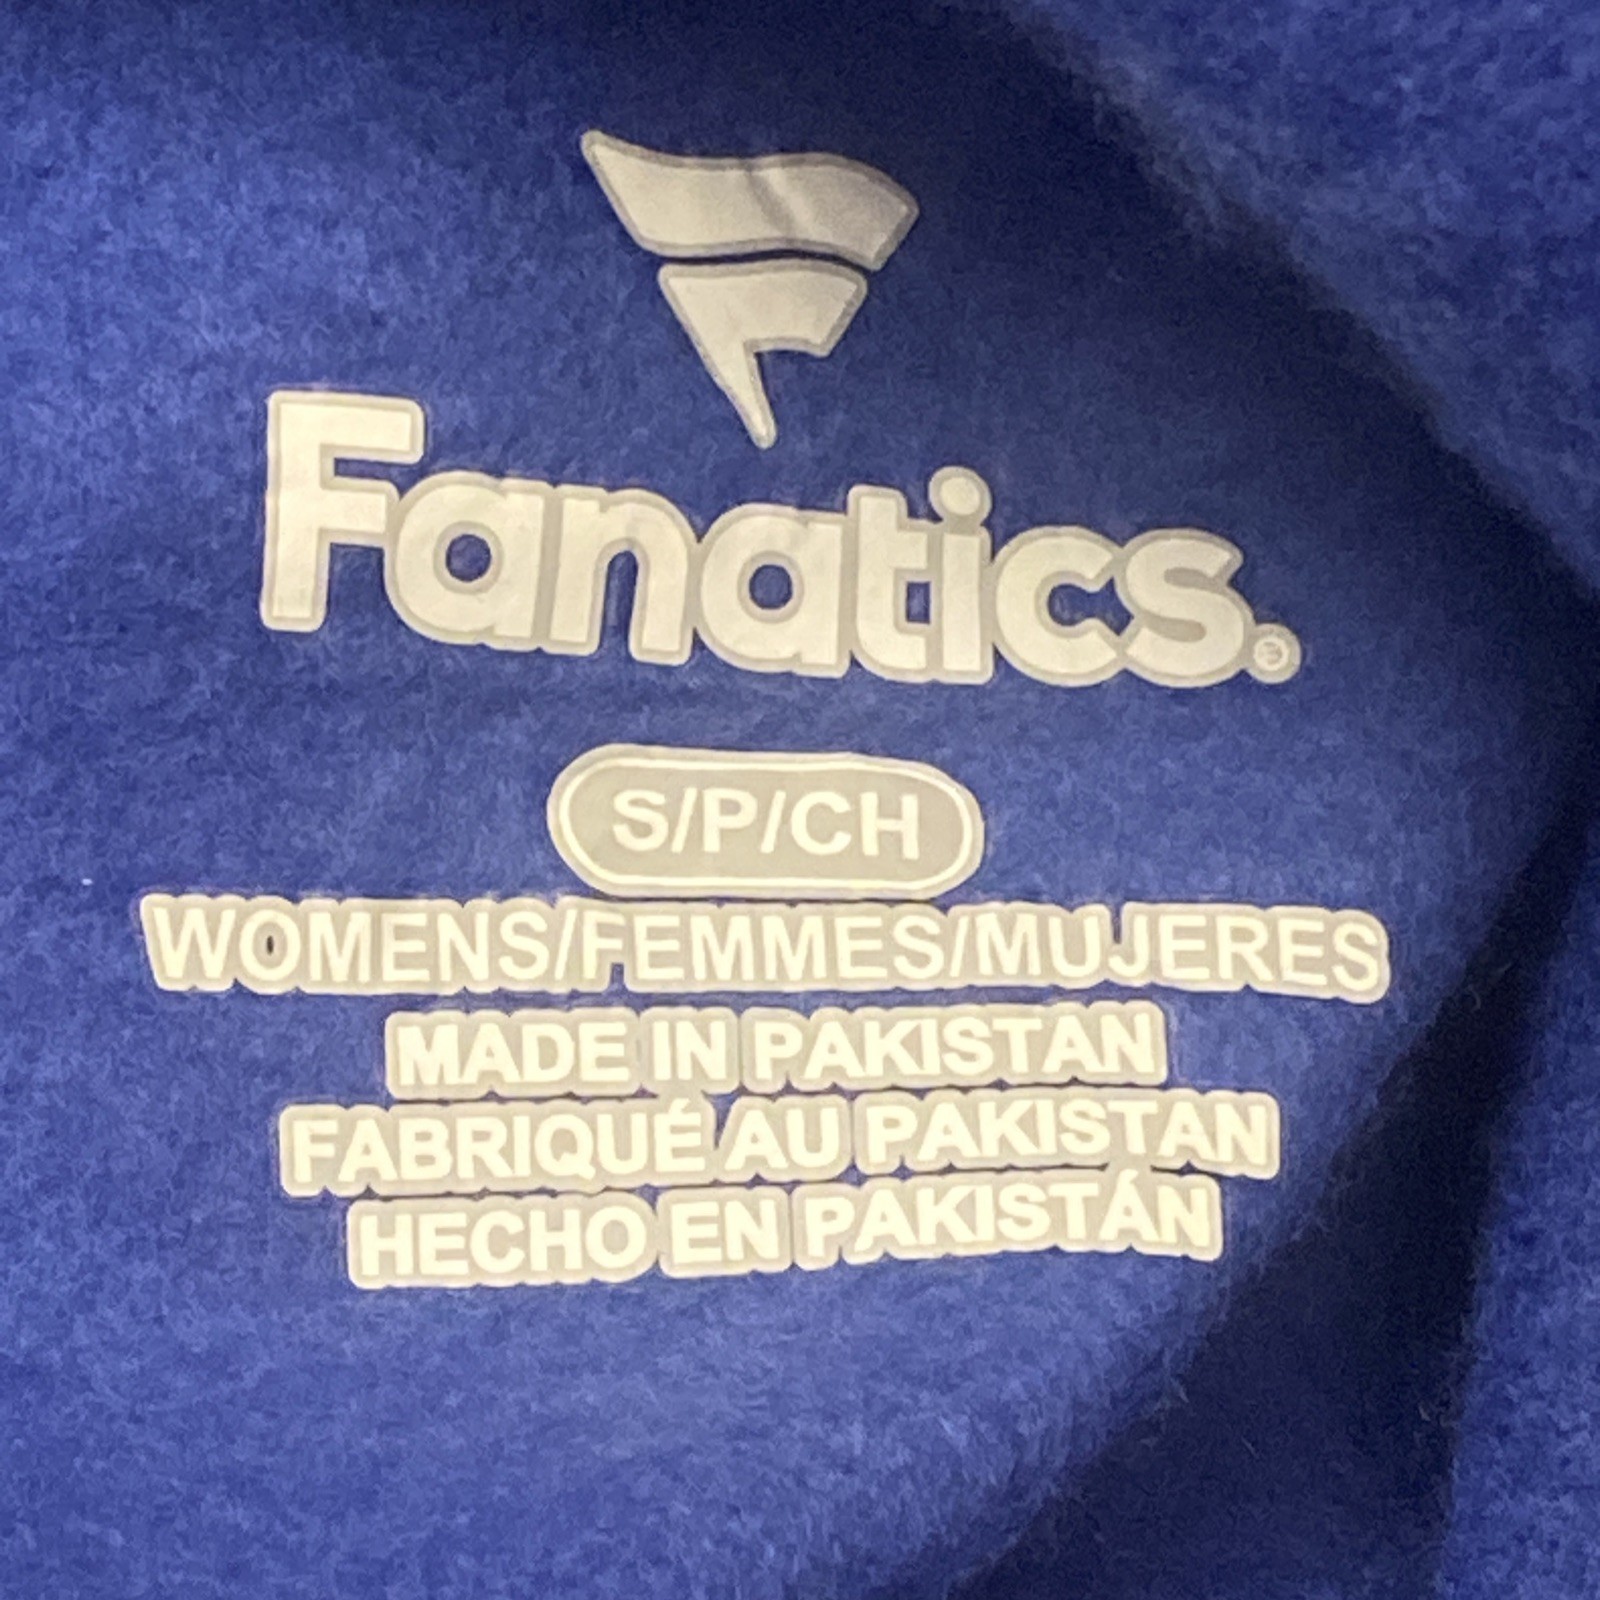 Fanatics®
S/P/CH
WOMENS/FEMMES/MUJERES
MADE IN PAKISTAN
FABRIQUÉ AU PAKISTAN
HECHO EN PAKISTÁN